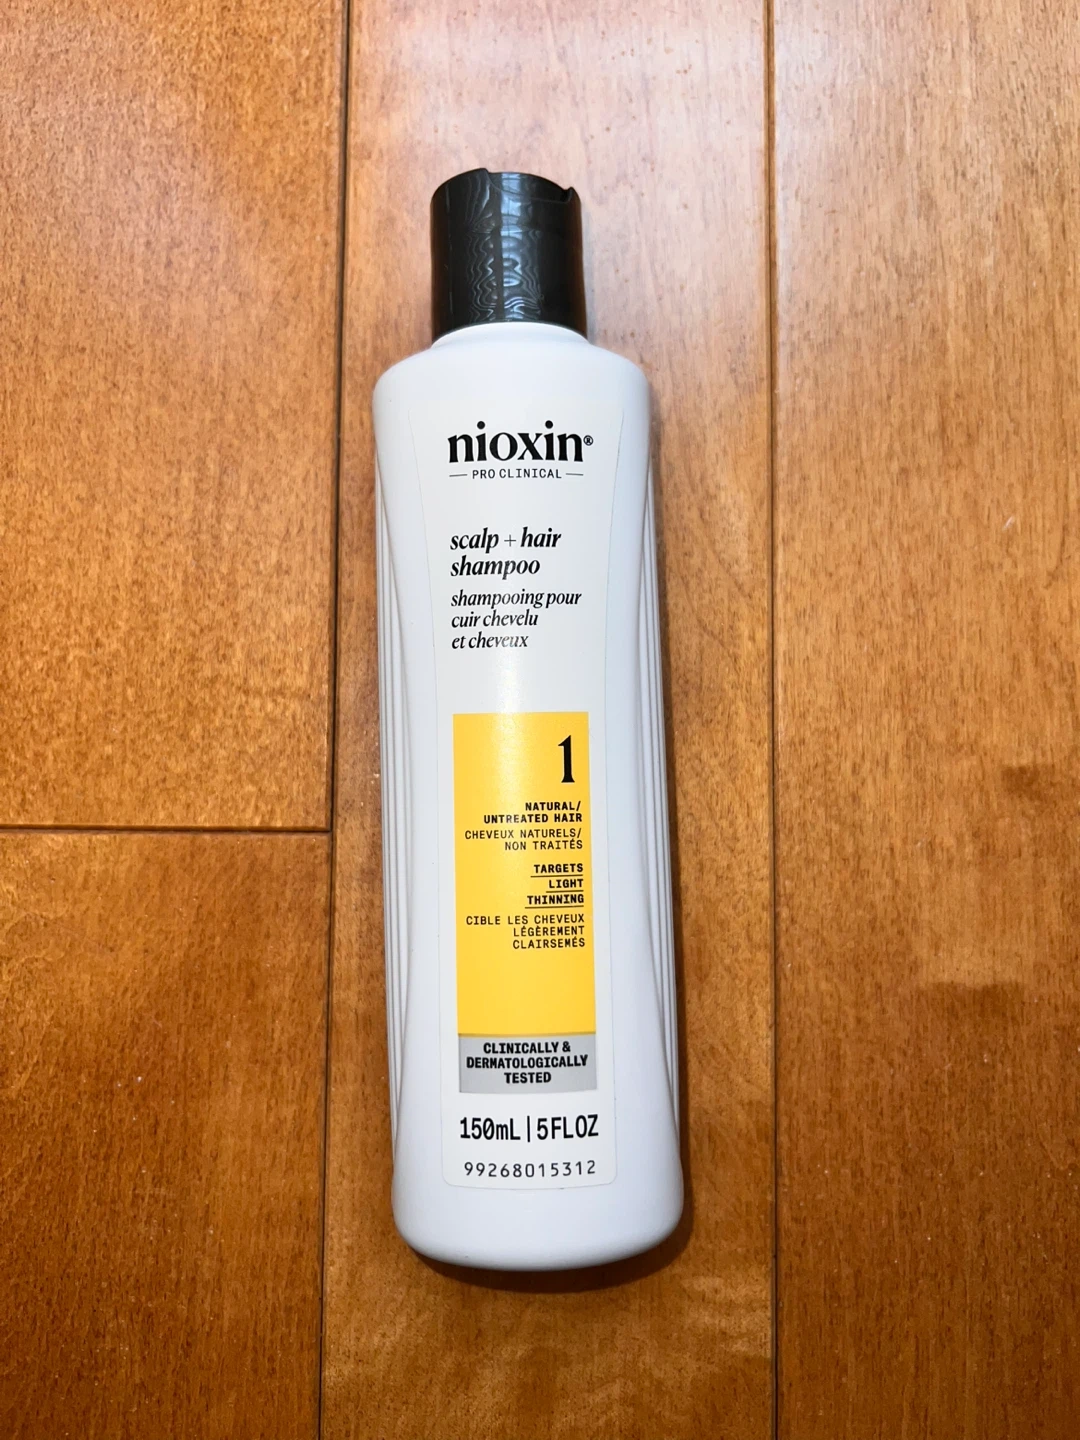 nioxin®
PRO CLINICAL
scalp + hair
shampoo
shampooing pour
cuir chevelu
et cheveux
1
NATURAL/
UNTREATED HAIR
CHEVEUX NATURELS/
NON TRAITÉS
TARGETS
LIGHT
THINNING
CIBLE LES CHEVEUX
LÉGÈREMENT
CLAIRSEMÉS
CLINICALLY &
DERMATOLOGICALLY
TESTED
150mL | 5FLOZ
99268015312